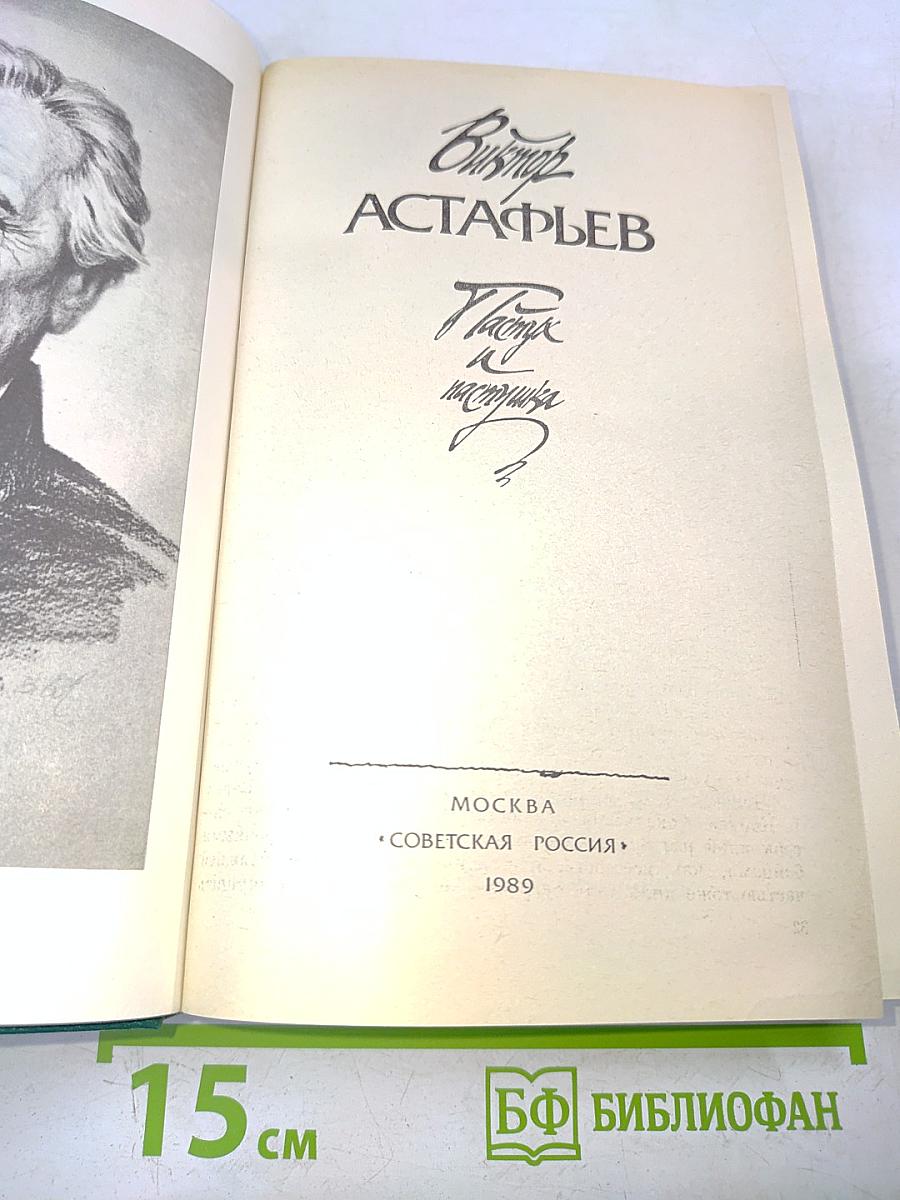 Виктор
АСТАФЬЕВ
Пастух
и
пастушка
МОСКВА
«СОВЕТСКАЯ РОССИЯ»
1989
15 см
БФ БИБЛИОФАН